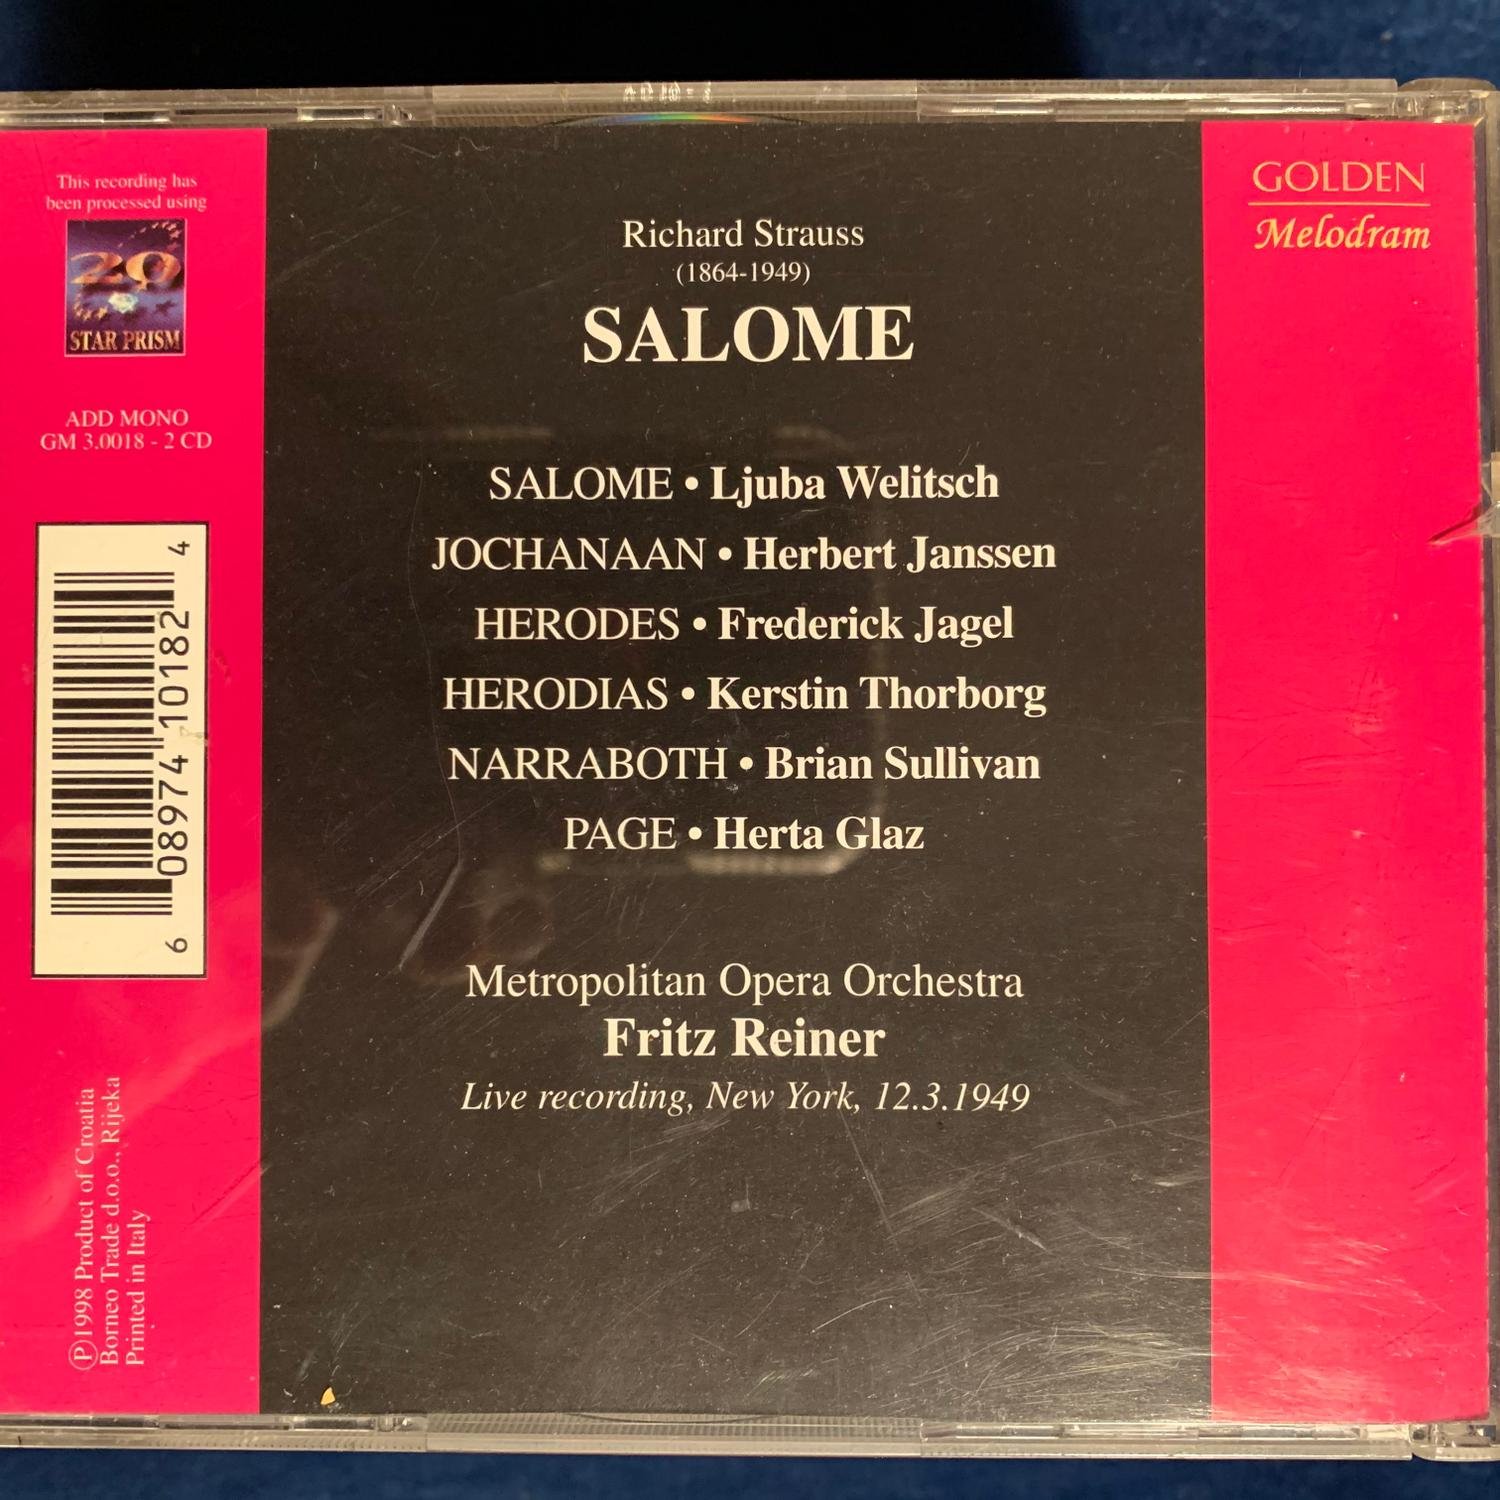 This recording has
been processed using
20
STAR PRISM
ADD MONO
GM 3.0018 - 2 CD
6 08974 10182 4
Ⓟ1998 Product of Croatia
Borneo Trade d.o.o., Rijeka
Printed in Italy
Richard Strauss
(1864-1949)
SALOME
SALOME • Ljuba Welitsch
JOCHANAAN • Herbert Janssen
HERODES • Frederick Jagel
HERODIAS • Kerstin Thorborg
NARRABOTH • Brian Sullivan
PAGE • Herta Glaz
Metropolitan Opera Orchestra
Fritz Reiner
Live recording, New York, 12.3.1949
GOLDEN
Melodram